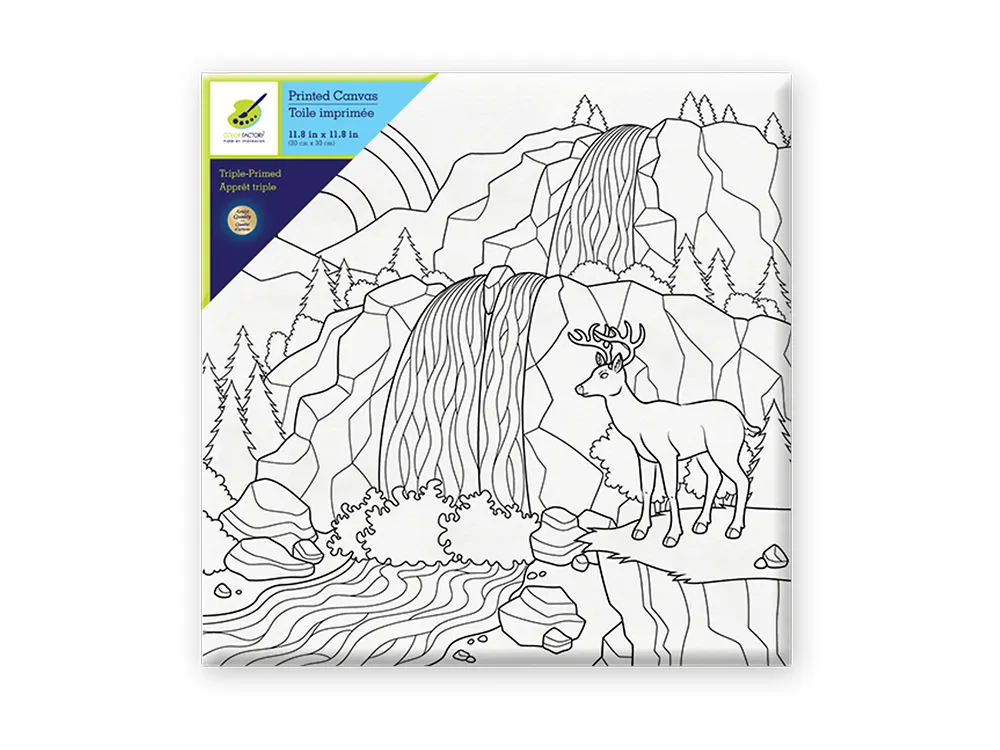 Printed Canvas
Toile imprimée
11.8 in x 11.8 in
(30 cm x 30 cm)
COLOR FACTORY
Triple-Primed
Apprêt triple
Artist
Quality
Qualité
d'artiste